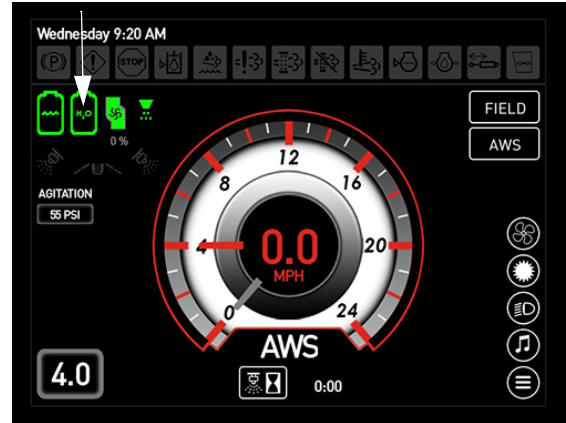 Wednesday 9:20 AM
(P)
STOP
H₂O
0 %
FIELD
AWS
AGITATION
55 PSI
0
4
8
12
16
20
24
0.0
MPH
AWS
4.0
0:00